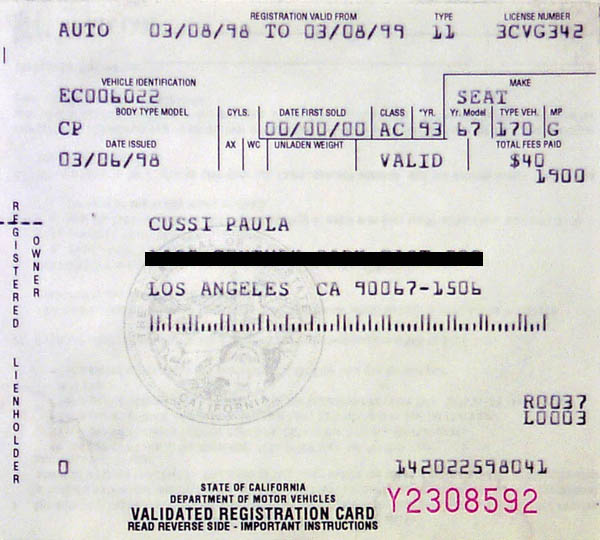 REGISTRATION VALID FROM TYPE LICENSE NUMBER
AUTO 03/08/98 TO 03/08/99 11 3CVG342
VEHICLE IDENTIFICATION MAKE
EC006022 SEAT
BODY TYPE MODEL CYLS. DATE FIRST SOLD CLASS *YR. Yr. Model TYPE VEH. MP
CP 00/00/00 AC 93 67 170 G
DATE ISSUED AX WC UNLADEN WEIGHT TOTAL FEES PAID
03/06/98 VALID $40
1900
REGISTERED OWNER
CUSSI PAULA
LOS ANGELES CA 90067-1506
CALIFORNIA
LIENHOLDER
R0037
L0003
0 142022598041
STATE OF CALIFORNIA
DEPARTMENT OF MOTOR VEHICLES
VALIDATED REGISTRATION CARD
READ REVERSE SIDE - IMPORTANT INSTRUCTIONS
Y2308592